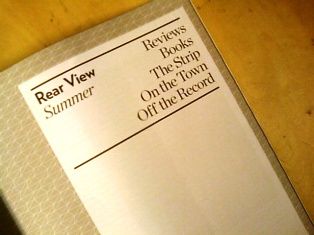 Rear View
Summer
Reviews
Books
The Strip
On the Town
Off the Record